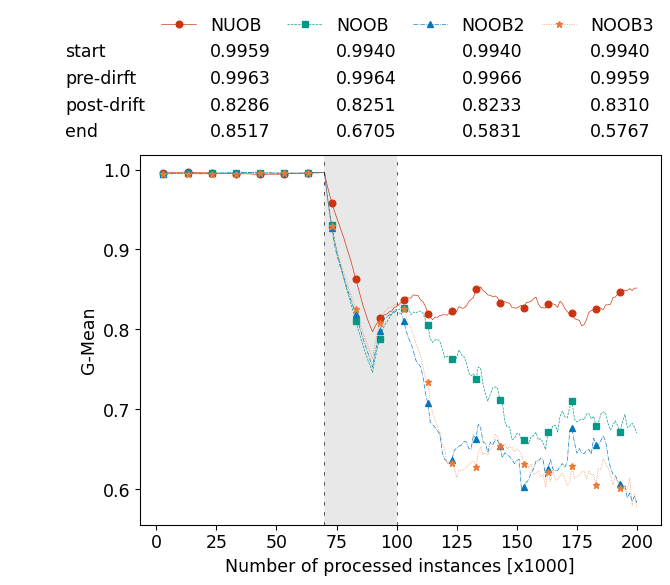 NUOB NOOB NOOB2 NOOB3
start 0.9959 0.9940 0.9940 0.9940
pre-dirft 0.9963 0.9964 0.9966 0.9959
post-drift 0.8286 0.8251 0.8233 0.8310
end 0.8517 0.6705 0.5831 0.5767
1.0
0.9
0.8
0.7
0.6
G-Mean
0 25 50 75 100 125 150 175 200
Number of processed instances [x1000]